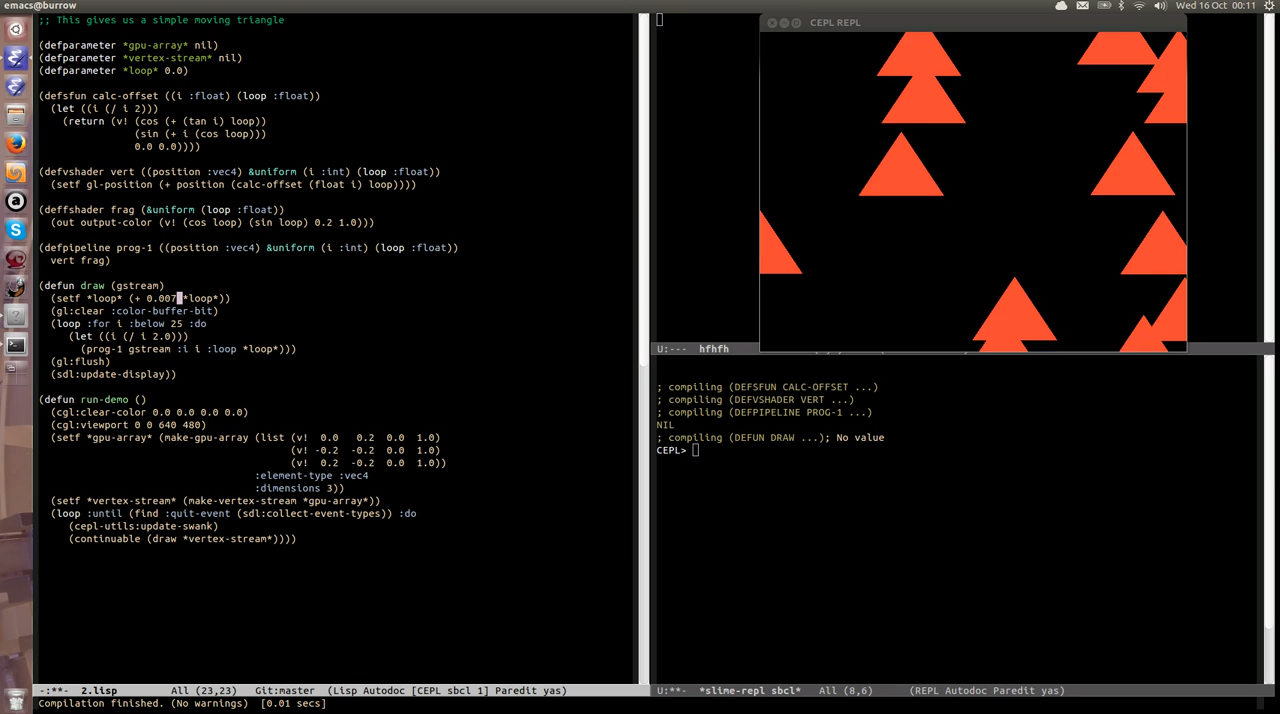 emacs@burrow
Wed 16 Oct 00:11
;; This gives us a simple moving triangle
(defparameter *gpu-array* nil)
(defparameter *vertex-stream* nil)
(defparameter *loop* 0.0)
(defsfun calc-offset ((i :float) (loop :float))
(let ((i (/ i 2)))
(return (v! (cos (+ (tan i) loop))
(sin (+ i (cos loop)))
0.0 0.0))))
(defvshader vert ((position :vec4) &uniform (i :int) (loop :float))
(setf gl-position (+ position (calc-offset (float i) loop))))
(deffshader frag (&uniform (loop :float))
(out output-color (v! (cos loop) (sin loop) 0.2 1.0)))
(defpipeline prog-1 ((position :vec4) &uniform (i :int) (loop :float))
vert frag)
(defun draw (gstream)
(setf *loop* (+ 0.007 *loop*))
(gl:clear :color-buffer-bit)
(loop :for i :below 25 :do
(let ((i (/ i 2.0)))
(prog-1 gstream :i i :loop *loop*)))
(gl:flush)
(sdl:update-display))
(defun run-demo ()
(cgl:clear-color 0.0 0.0 0.0 0.0)
(cgl:viewport 0 0 640 480)
(setf *gpu-array* (make-gpu-array (list (v!  0.0   0.2  0.0  1.0)
(v! -0.2  -0.2  0.0  1.0)
(v!  0.2  -0.2  0.0  1.0))
:element-type :vec4
:dimensions 3))
(setf *vertex-stream* (make-vertex-stream *gpu-array*))
(loop :until (find :quit-event (sdl:collect-event-types)) :do
(cepl-utils:update-swank)
(continuable (draw *vertex-stream*))))
-:**-  2.lisp         All (23,23)    Git:master  (Lisp Autodoc [CEPL sbcl 1] Paredit yas)
Compilation finished. (No warnings)  [0.01 secs]
CEPL REPL
U:---  hfhfh
; compiling (DEFSFUN CALC-OFFSET ...)
; compiling (DEFVSHADER VERT ...)
; compiling (DEFPIPELINE PROG-1 ...)
NIL
; compiling (DEFUN DRAW ...); No value
CEPL>
U:**-  *slime-repl sbcl*   All (8,6)      (REPL Autodoc Paredit yas)